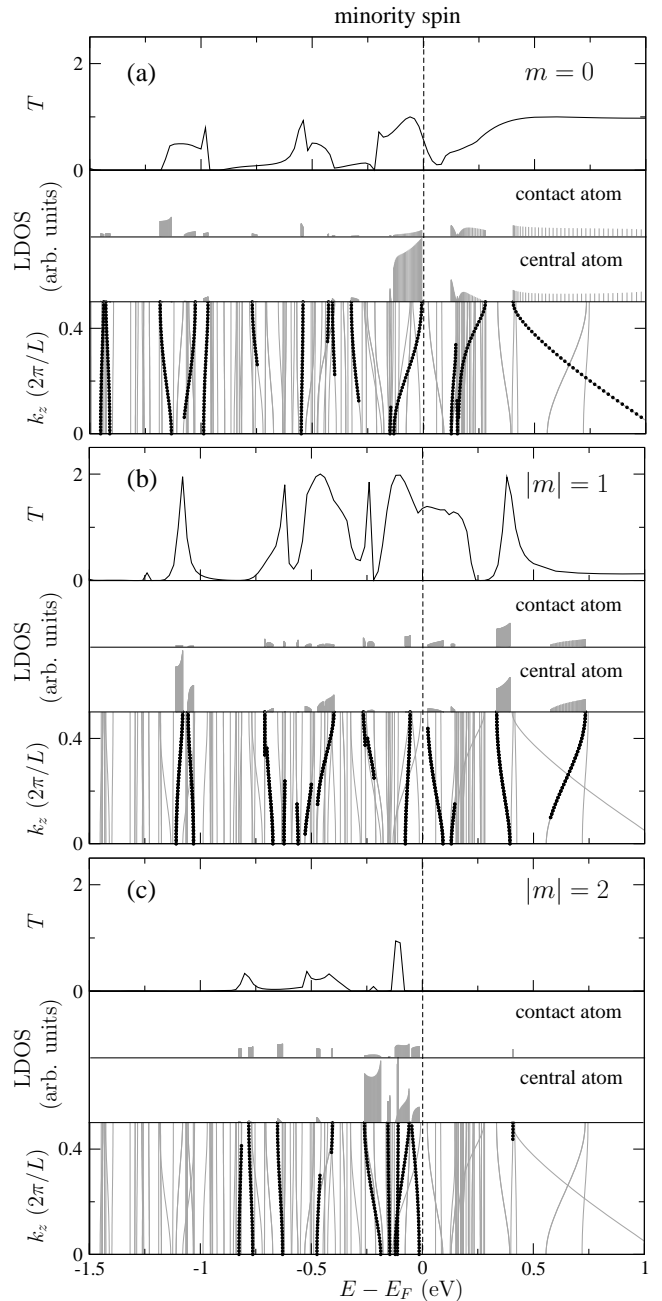 minority spin
(a)
m = 0
2
T
0
contact atom
LDOS
(arb. units)
central atom
0.4
k_z (2π/L)
0
(b)
|m| = 1
2
T
0
contact atom
LDOS
(arb. units)
central atom
0.4
k_z (2π/L)
0
(c)
|m| = 2
2
T
0
contact atom
LDOS
(arb. units)
central atom
0.4
k_z (2π/L)
0
-1.5 -1 -0.5 0 0.5 1
E − E_F (eV)